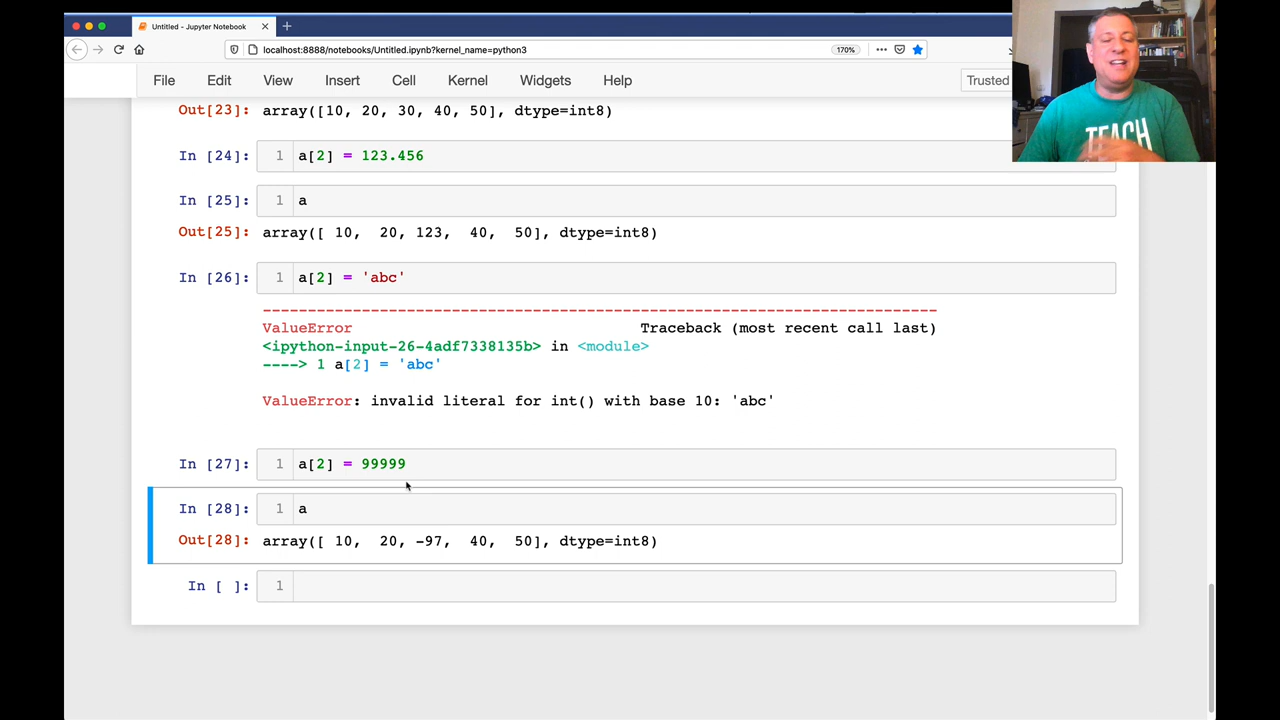 Untitled - Jupyter Notebook
localhost:8888/notebooks/Untitled.ipynb?kernel_name=python3 170%
File Edit View Insert Cell Kernel Widgets Help Trusted
Out[23]: array([10, 20, 30, 40, 50], dtype=int8)
In [24]: 1 a[2] = 123.456
In [25]: 1 a
Out[25]: array([ 10,  20, 123,  40,  50], dtype=int8)
In [26]: 1 a[2] = 'abc'
---------------------------------------------------------------------------
ValueError                                Traceback (most recent call last)
<ipython-input-26-4adf7338135b> in <module>
----> 1 a[2] = 'abc'
ValueError: invalid literal for int() with base 10: 'abc'
In [27]: 1 a[2] = 99999
In [28]: 1 a
Out[28]: array([ 10,  20, -97,  40,  50], dtype=int8)
In [ ]: 1
TEACH